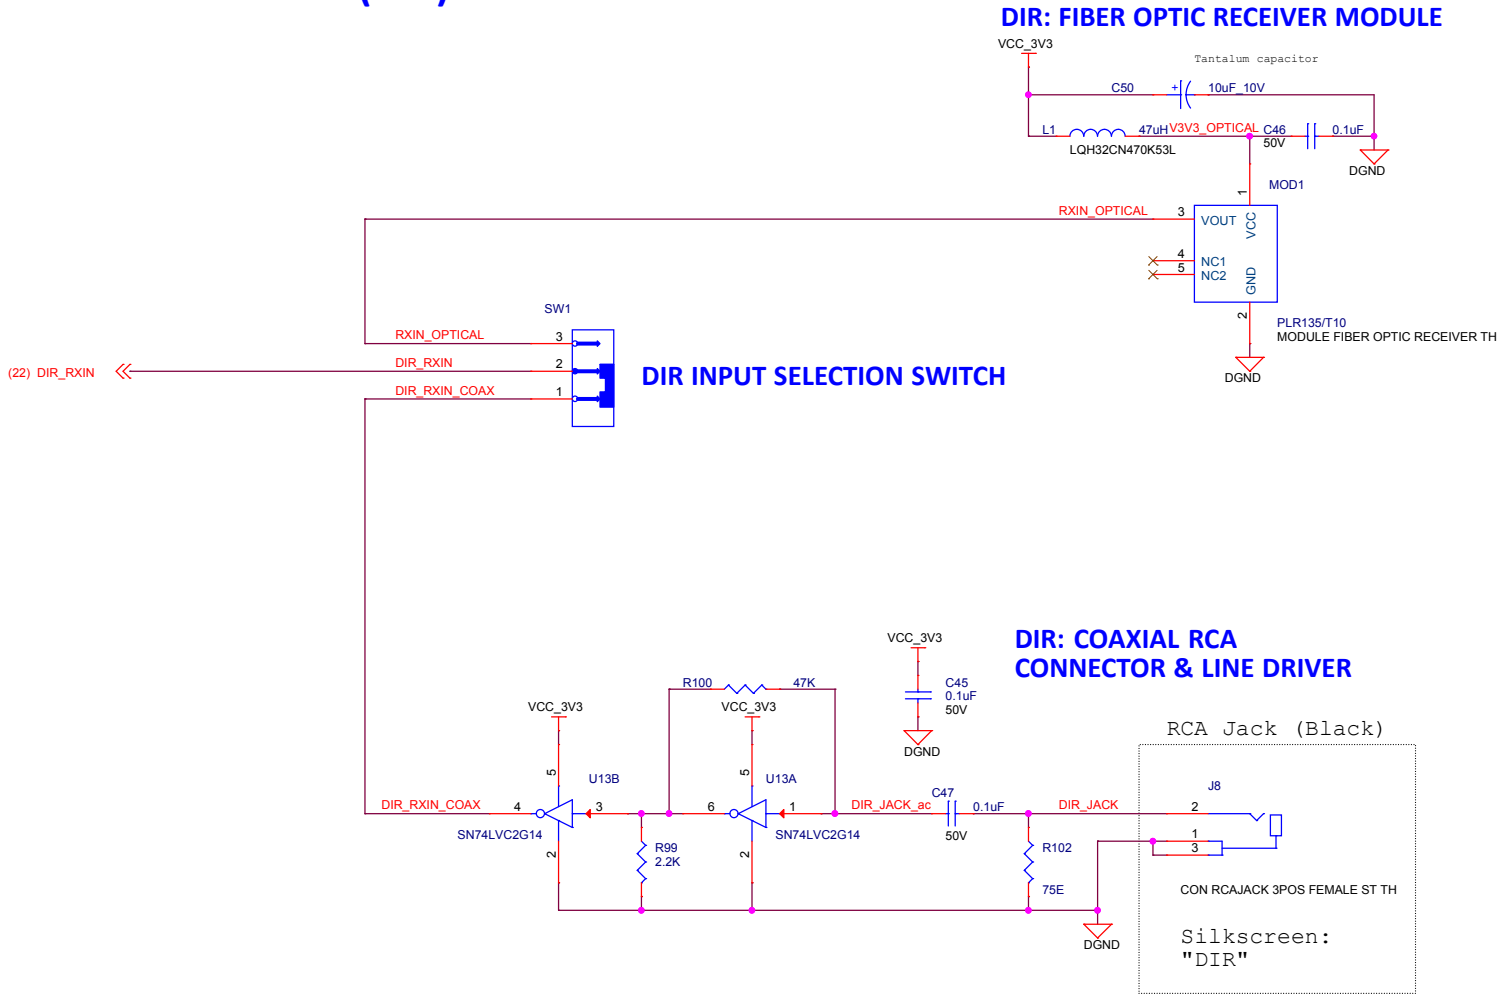 DIR: FIBER OPTIC RECEIVER MODULE
VCC_3V3
Tantalum capacitor
C50
+
10uF_10V
L1
47uH
V3V3_OPTICAL
C46
50V
0.1uF
LQH32CN470K53L
DGND
MOD1
1
RXIN_OPTICAL
3
VOUT
VCC
4
NC1
5
NC2
GND
2
PLR135/T10
MODULE FIBER OPTIC RECEIVER TH
DGND
SW1
RXIN_OPTICAL
3
(22) DIR_RXIN
DIR_RXIN
2
DIR_RXIN_COAX
1
DIR INPUT SELECTION SWITCH
DIR: COAXIAL RCA
CONNECTOR & LINE DRIVER
VCC_3V3
C45
0.1uF
50V
DGND
R100
47K
VCC_3V3
VCC_3V3
RCA Jack (Black)
5
U13B
5
U13A
DIR_RXIN_COAX
4
3
6
1
DIR_JACK_ac
C47
0.1uF
50V
DIR_JACK
2
J8
SN74LVC2G14
SN74LVC2G14
1
3
2
R99
2.2K
2
R102
75E
CON RCAJACK 3POS FEMALE ST TH
DGND
Silkscreen:
"DIR"